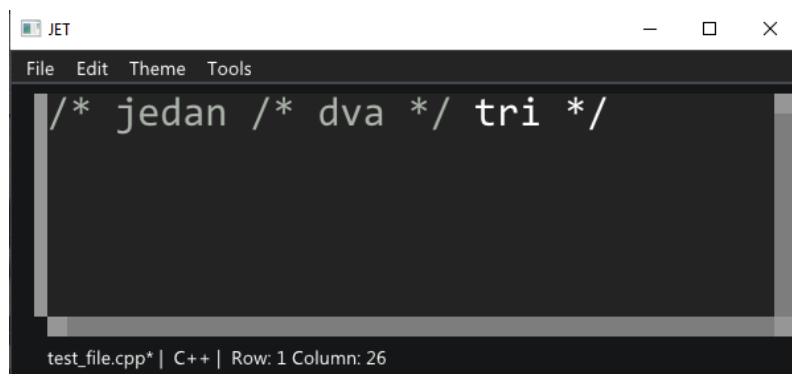 JET
File Edit Theme Tools
/* jedan /* dva */ tri */
test_file.cpp* | C++ | Row: 1 Column: 26